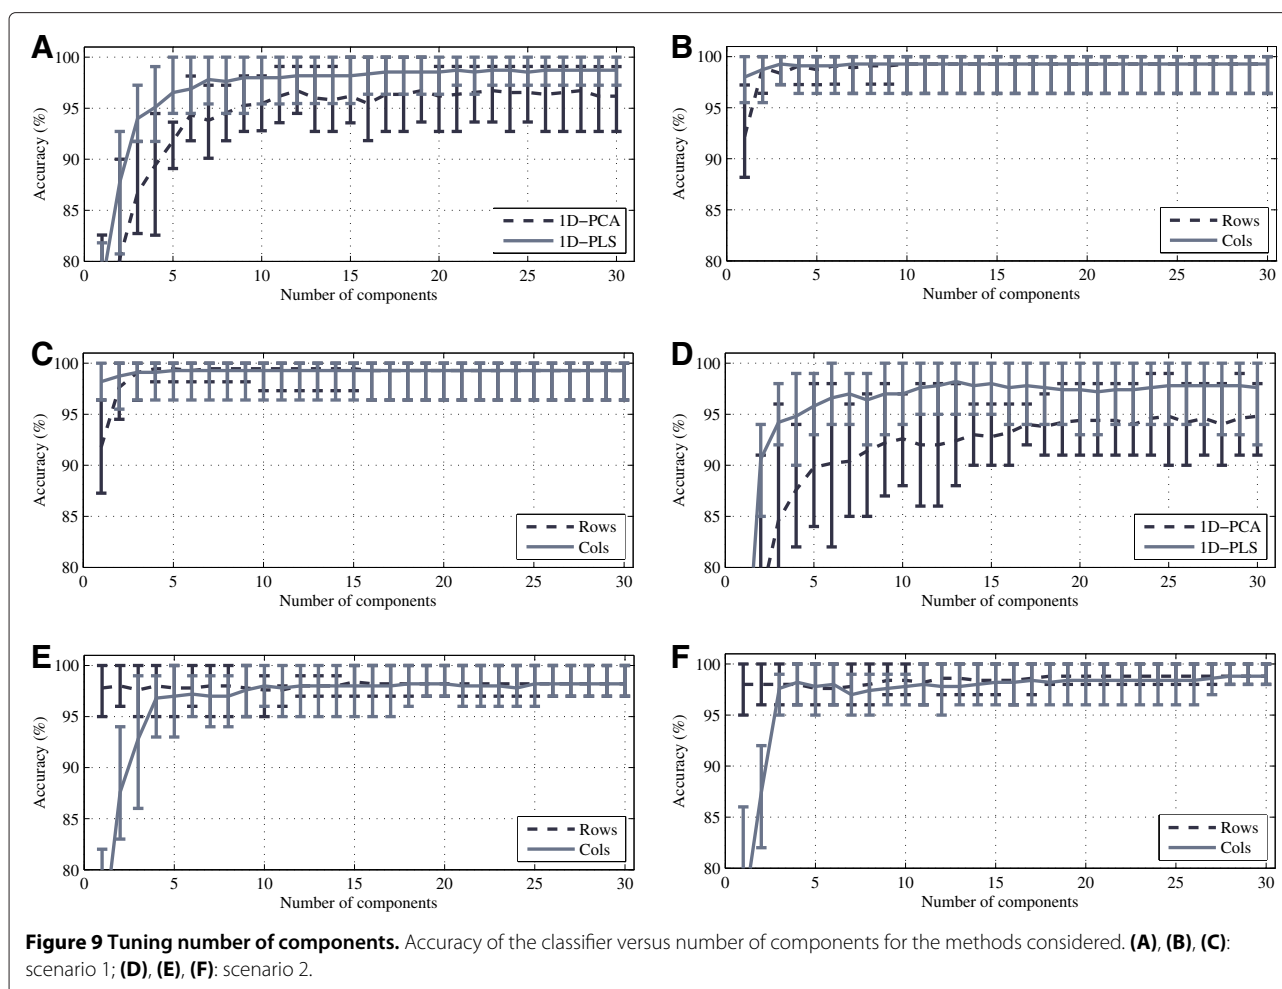 A
100
95
90
85
80
Accuracy (%)
0 5 10 15 20 25 30
Number of components
1D−PCA
1D−PLS
B
100
95
90
85
80
Accuracy (%)
0 5 10 15 20 25 30
Number of components
Rows
Cols
C
100
95
90
85
80
Accuracy (%)
0 5 10 15 20 25 30
Number of components
Rows
Cols
D
100
95
90
85
80
Accuracy (%)
0 5 10 15 20 25 30
Number of components
1D−PCA
1D−PLS
E
100
95
90
85
80
Accuracy (%)
0 5 10 15 20 25 30
Number of components
Rows
Cols
F
100
95
90
85
80
Accuracy (%)
0 5 10 15 20 25 30
Number of components
Rows
Cols
Figure 9 Tuning number of components. Accuracy of the classifier versus number of components for the methods considered. (A), (B), (C):
scenario 1; (D), (E), (F): scenario 2.